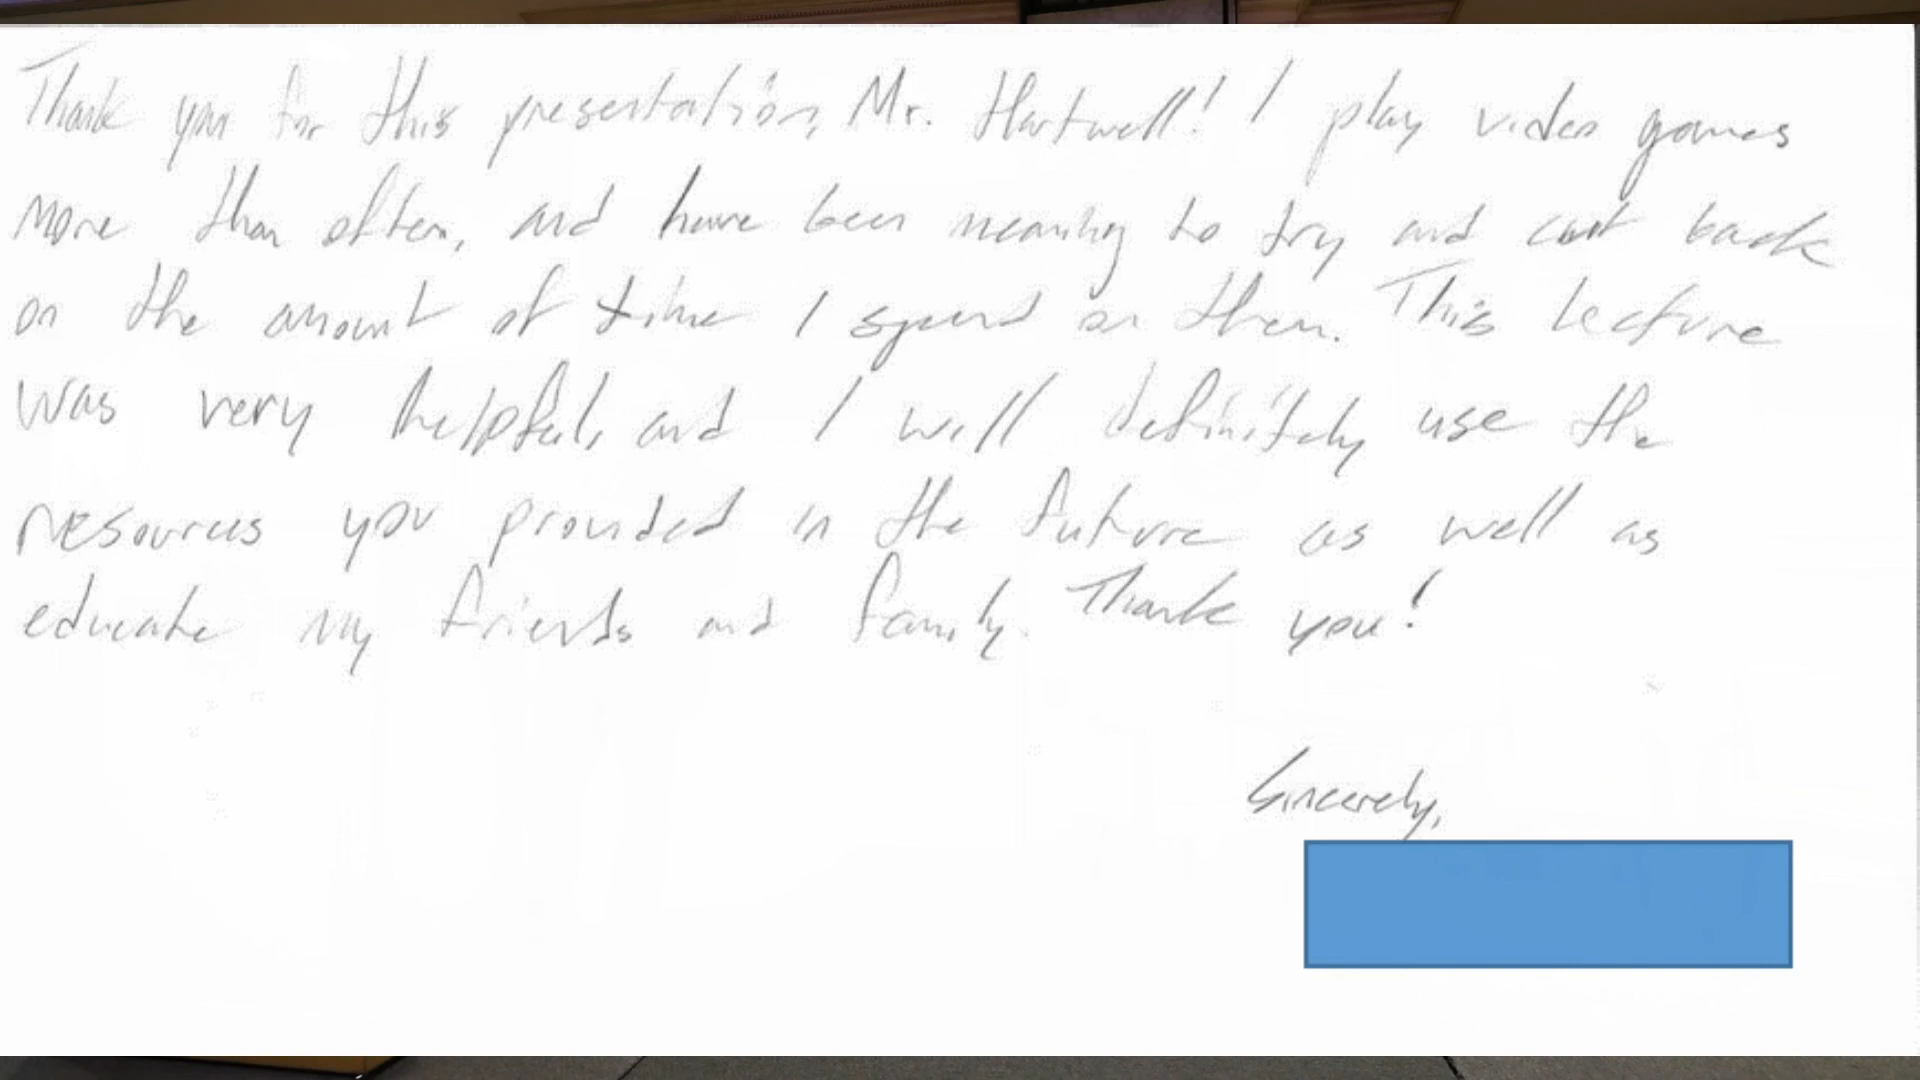 Thank you for this presentation, Mr. Hartwell! I play video games
more than often, and have been meaning to try and cut back
on the amount of time I spend on them. This lecture
was very helpful, and I will definitely use the
resources you provided in the future as well as
educate my friends and family. Thank you!
Sincerely,